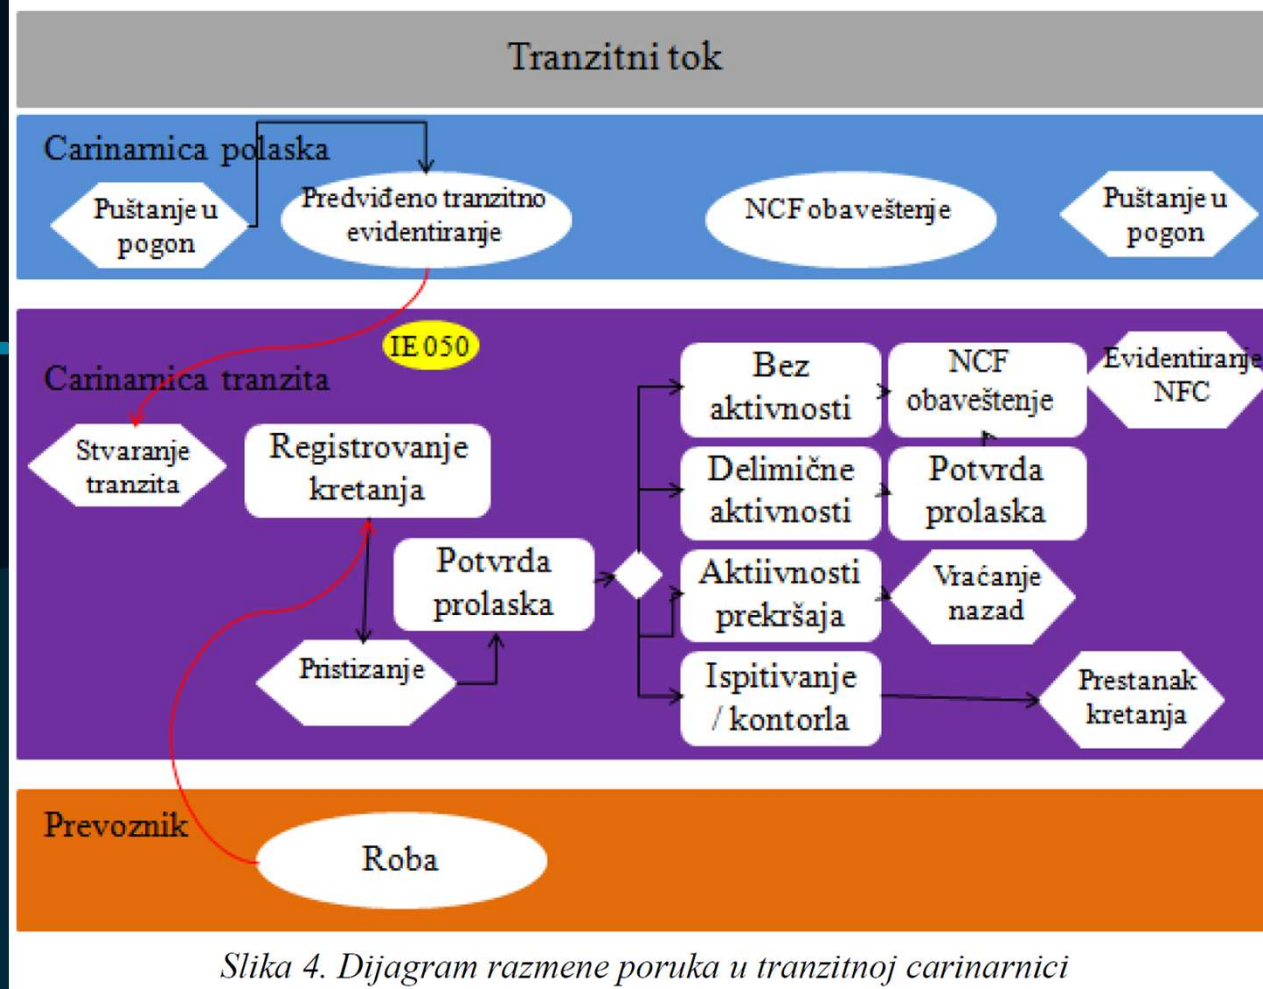 Tranzitni tok
Carinarnica polaska
Puštanje u
pogon
Predviđeno tranzitno
evidentiranje
NCF obaveštenje
Puštanje u
pogon
IE 050
Carinarnica tranzita
Stvaranje
tranzita
Registrovanje
kretanja
Pristizanje
Potvrda
prolaska
Bez
aktivnosti
NCF
obaveštenje
Evidentiranje
NFC
Delimične
aktivnosti
Potvrda
prolaska
Aktiivnosti
prekršaja
Vraćanje
nazad
Ispitivanje
/ kontorla
Prestanak
kretanja
Prevoznik
Roba
Slika 4. Dijagram razmene poruka u tranzitnoj carinarnici